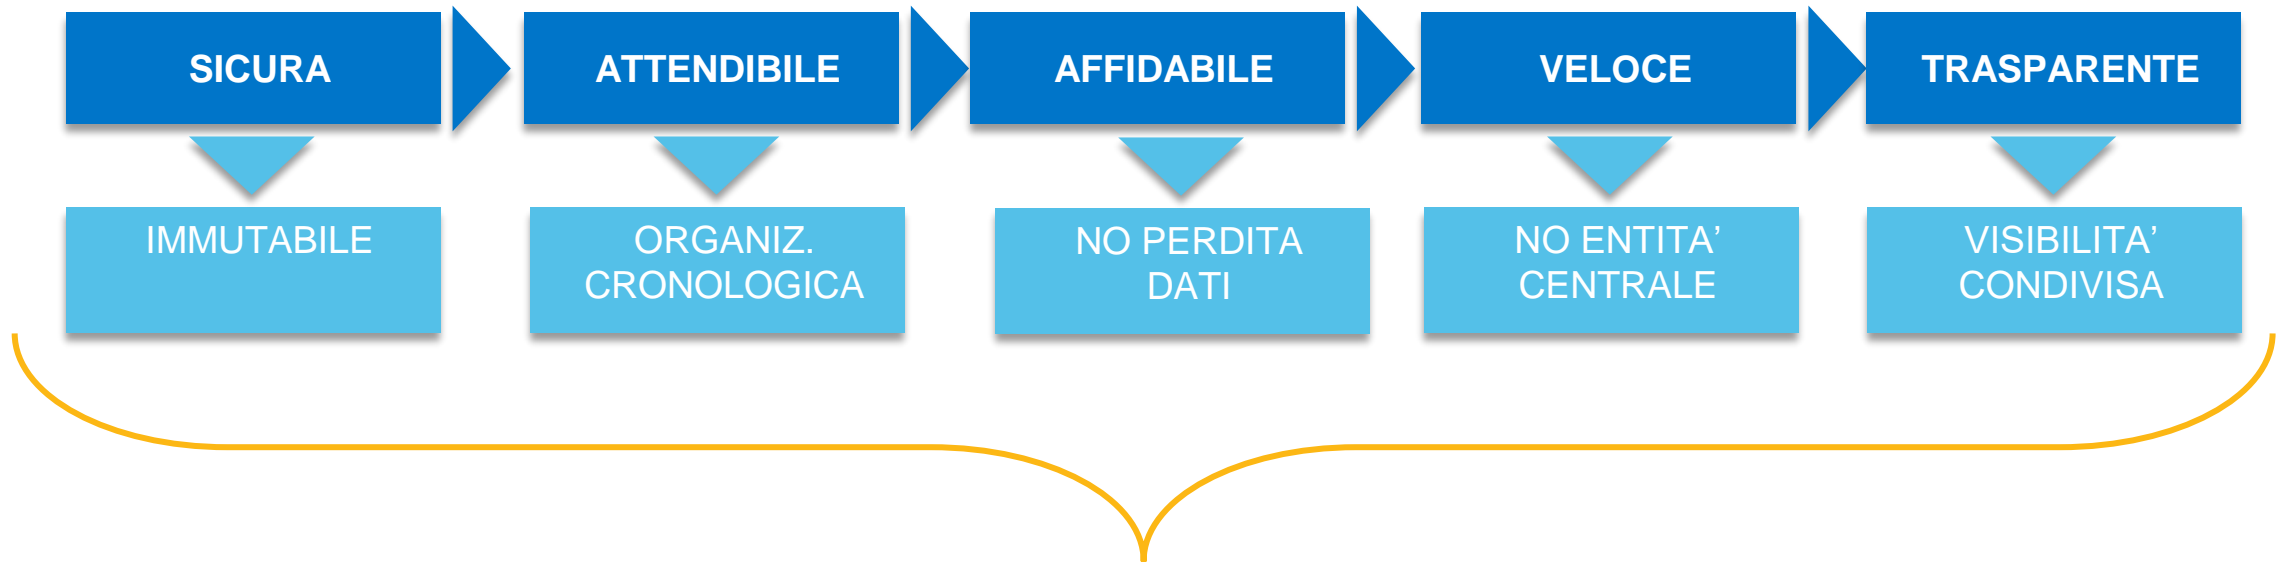 SICURA
ATTENDIBILE
AFFIDABILE
VELOCE
TRASPARENTE
IMMUTABILE
ORGANIZ.
CRONOLOGICA
NO PERDITA
DATI
NO ENTITA’
CENTRALE
VISIBILITA’
CONDIVISA